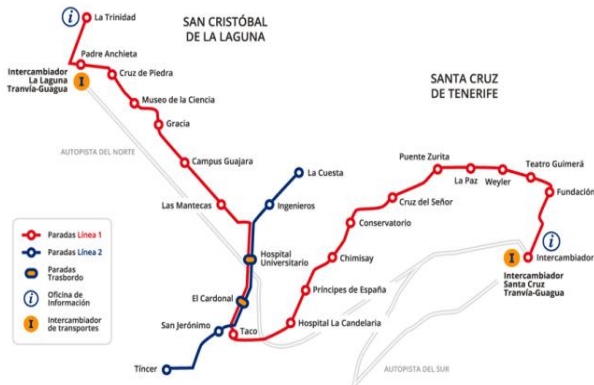 SAN CRISTÓBAL
DE LA LAGUNA
SANTA CRUZ
DE TENERIFE
i
La Trinidad
Padre Anchieta
Intercambiador
La Laguna
Tranvía-Guagua
I
Cruz de Piedra
Museo de la Ciencia
Gracia
AUTOPISTA DEL NORTE
Campus Guajara
Las Mantecas
La Cuesta
Ingenieros
Hospital
Universitario
El Cardonal
San Jerónimo
Taco
Tíncer
Hospital La Candelaria
Príncipes de España
Chimisay
Conservatorio
Cruz del Señor
Puente Zurita
La Paz
Weyler
Teatro Guimerá
Fundación
i
Intercambiador
I
Intercambiador
Santa Cruz
Tranvía-Guagua
AUTOPISTA DEL SUR
Paradas Línea 1
Paradas Línea 2
Paradas
Trasbordo
i
Oficina de
Información
I
Intercambiador
de transportes